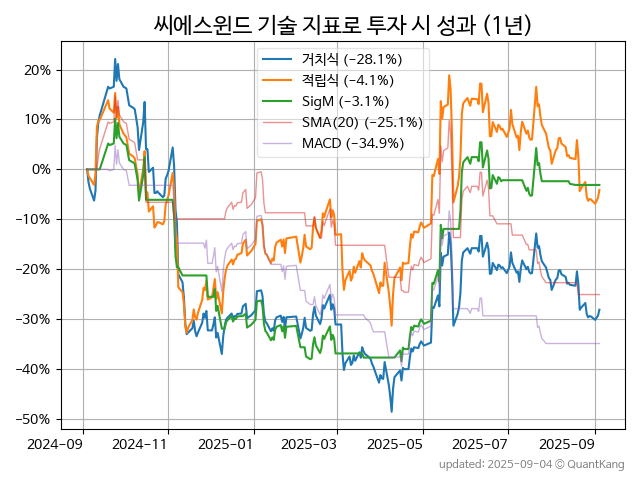 씨에스윈드 기술 지표로 투자 시 성과 (1년)
거치식 (−28.1%)
적립식 (−4.1%)
SigM (−3.1%)
SMA(20) (−25.1%)
MACD (−34.9%)
20%
10%
0%
−10%
−20%
−30%
−40%
−50%
2024-09 2024-11 2025-01 2025-03 2025-05 2025-07 2025-09
updated: 2025-09-04 © QuantKang